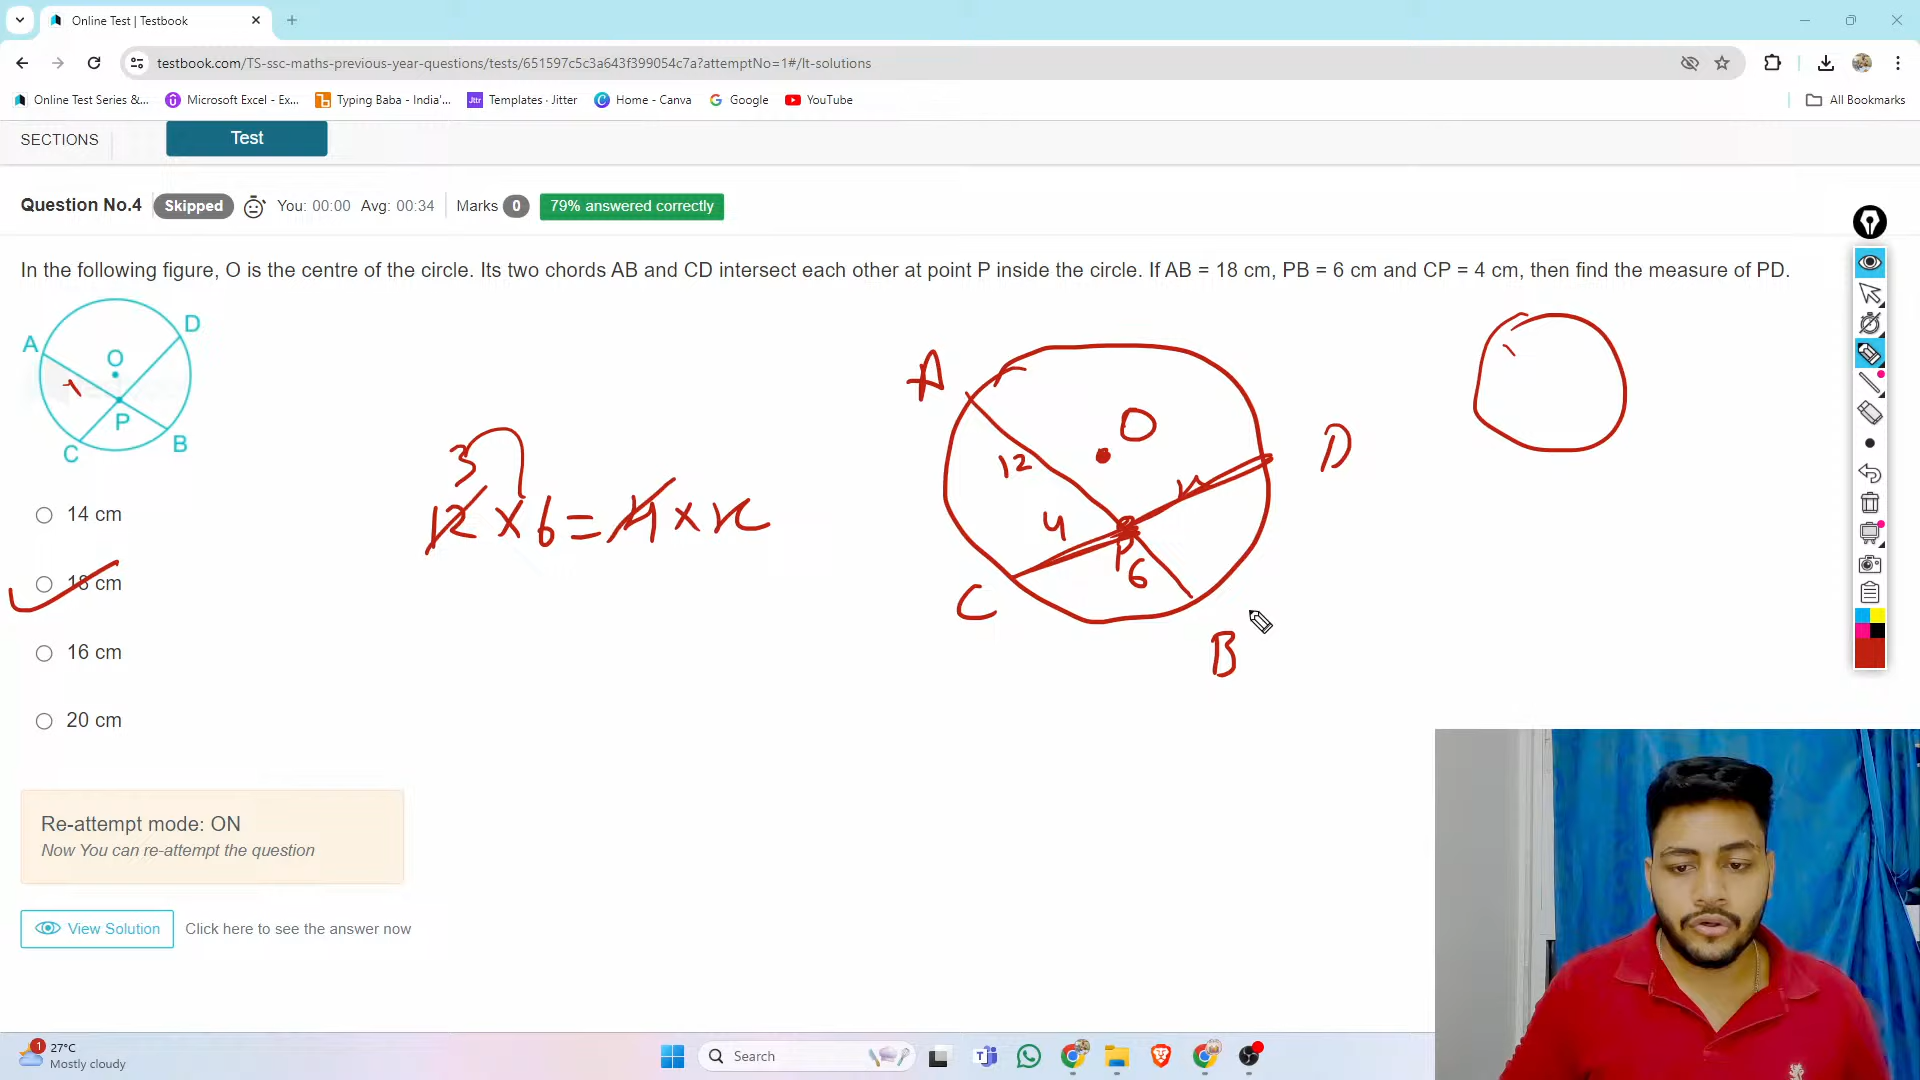 Online Test | Testbook
testbook.com/TS-ssc-maths-previous-year-questions/tests/651597c5c3a643f399054c7a?attemptNo=1#/lt-solutions
Online Test Series &... Microsoft Excel - Ex... Typing Baba - India'... Jitr Templates · Jitter Home - Canva Google YouTube All Bookmarks
SECTIONS Test
Question No.4 Skipped You: 00:00 Avg: 00:34 Marks 0 79% answered correctly
In the following figure, O is the centre of the circle. Its two chords AB and CD intersect each other at point P inside the circle. If AB = 18 cm, PB = 6 cm and CP = 4 cm, then find the measure of PD.
A D
O
P
C B
A
O
D
12
3
12 × 6 = 4 × x
x
4
P
6
C
B
14 cm
18 cm
16 cm
20 cm
Re-attempt mode: ON
Now You can re-attempt the question
View Solution Click here to see the answer now
1 27°C
Mostly cloudy
Search